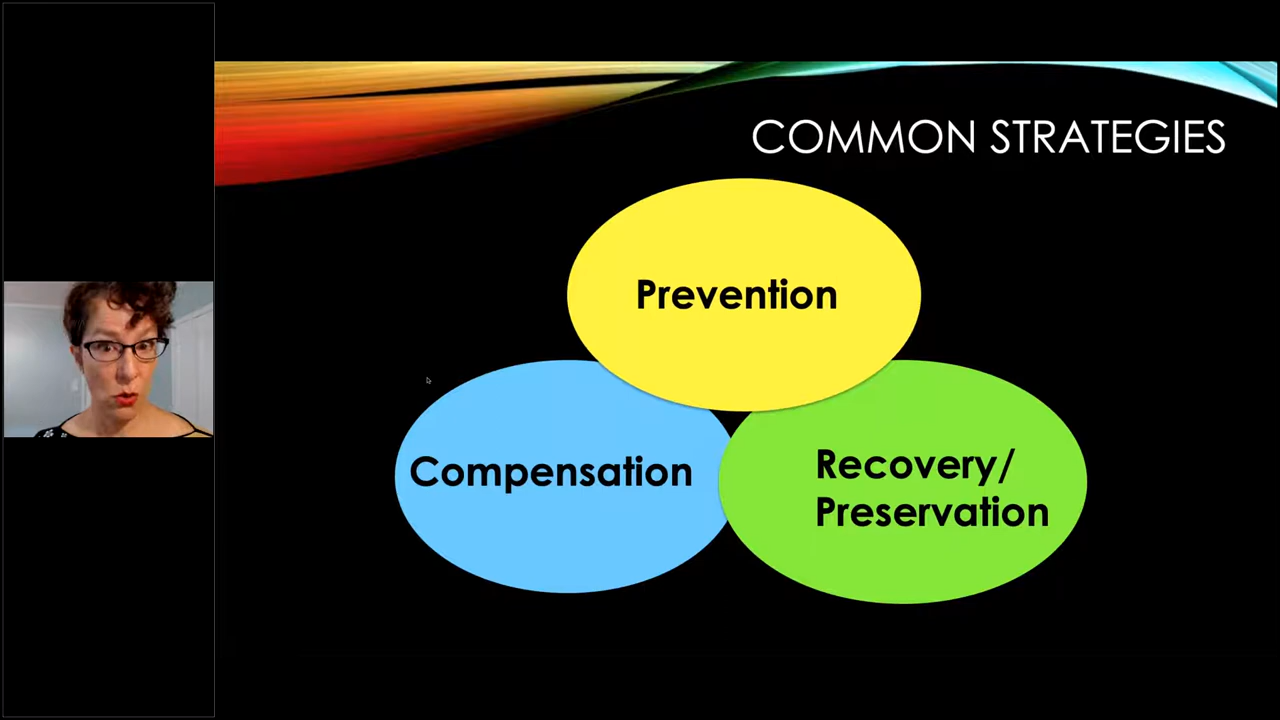 COMMON STRATEGIES
Prevention
Compensation
Recovery/
Preservation